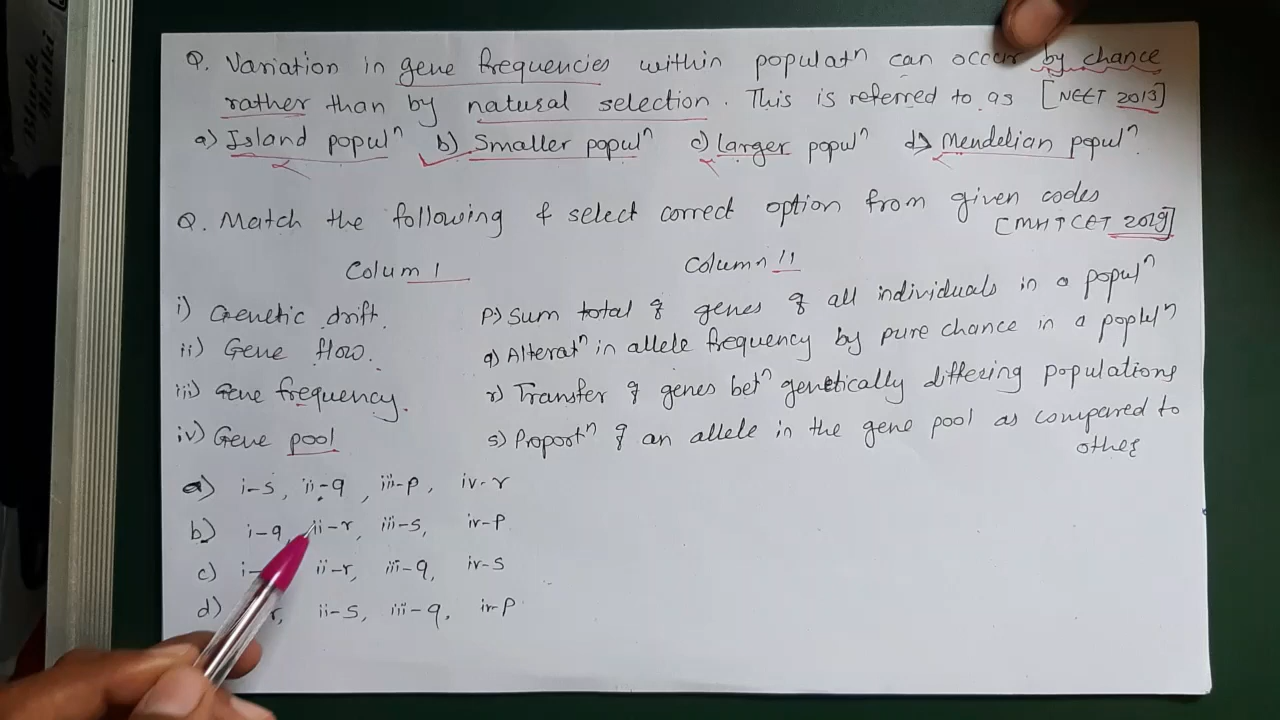 Q. Variation in gene frequencies within populatⁿ can occur by chance
rather than by natural selection. This is referred to as [NEET 2013]
a) Island populⁿ b) Smaller populⁿ c) larger populⁿ d) Mendelian populⁿ.
Q. Match the following & select correct option from given codes
[MHTCET 2019]
Colum I Column II
i) Genetic drift. p) Sum total of genes of all individuals in a populⁿ
ii) Gene flow. q) Alteratⁿ in allele frequency by pure chance in a poplulⁿ
iii) Gene frequency. r) Transfer of genes betⁿ genetically differing populations
iv) Gene pool s) Proportⁿ of an allele in the gene pool as compared to
other
a) i-s, ii-q, iii-p, iv-r
b) i-q, ii-r, iii-s, iv-p
c) i- ii-r, iii-q, iv-s
d) r, ii-s, iii-q, iv-p